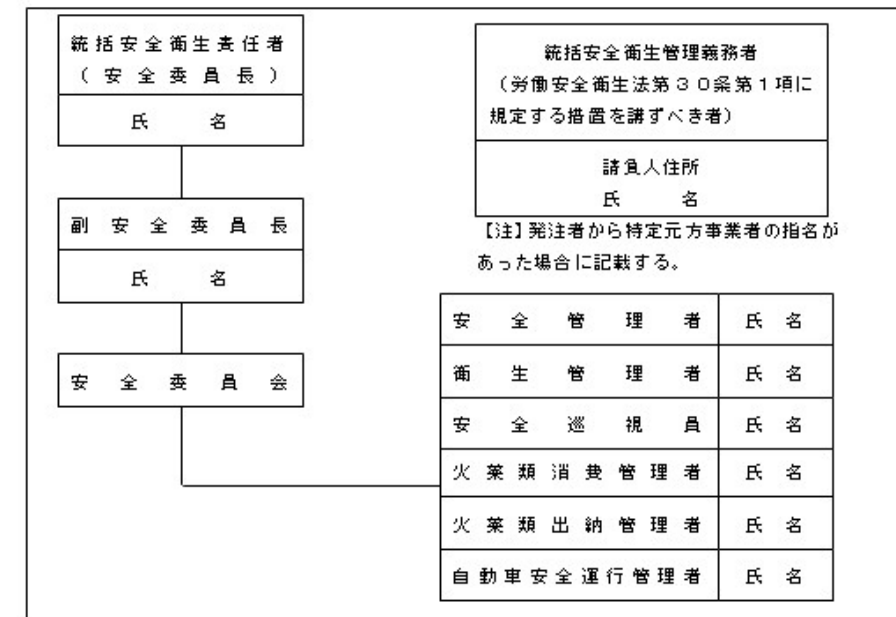 統括安全衛生責任者
（安全委員長）
氏　名
副安全委員長
氏　名
安全委員会
統括安全衛生管理義務者
（労働安全衛生法第３０条第１項に
規定する措置を講ずべき者）
請負人住所
氏　名
【注】発注者から特定元方事業者の指名が
あった場合に記載する。
安全管理者　氏名
衛生管理者　氏名
安全巡視員　氏名
火薬類消費管理者　氏名
火薬類出納管理者　氏名
自動車安全運行管理者　氏名